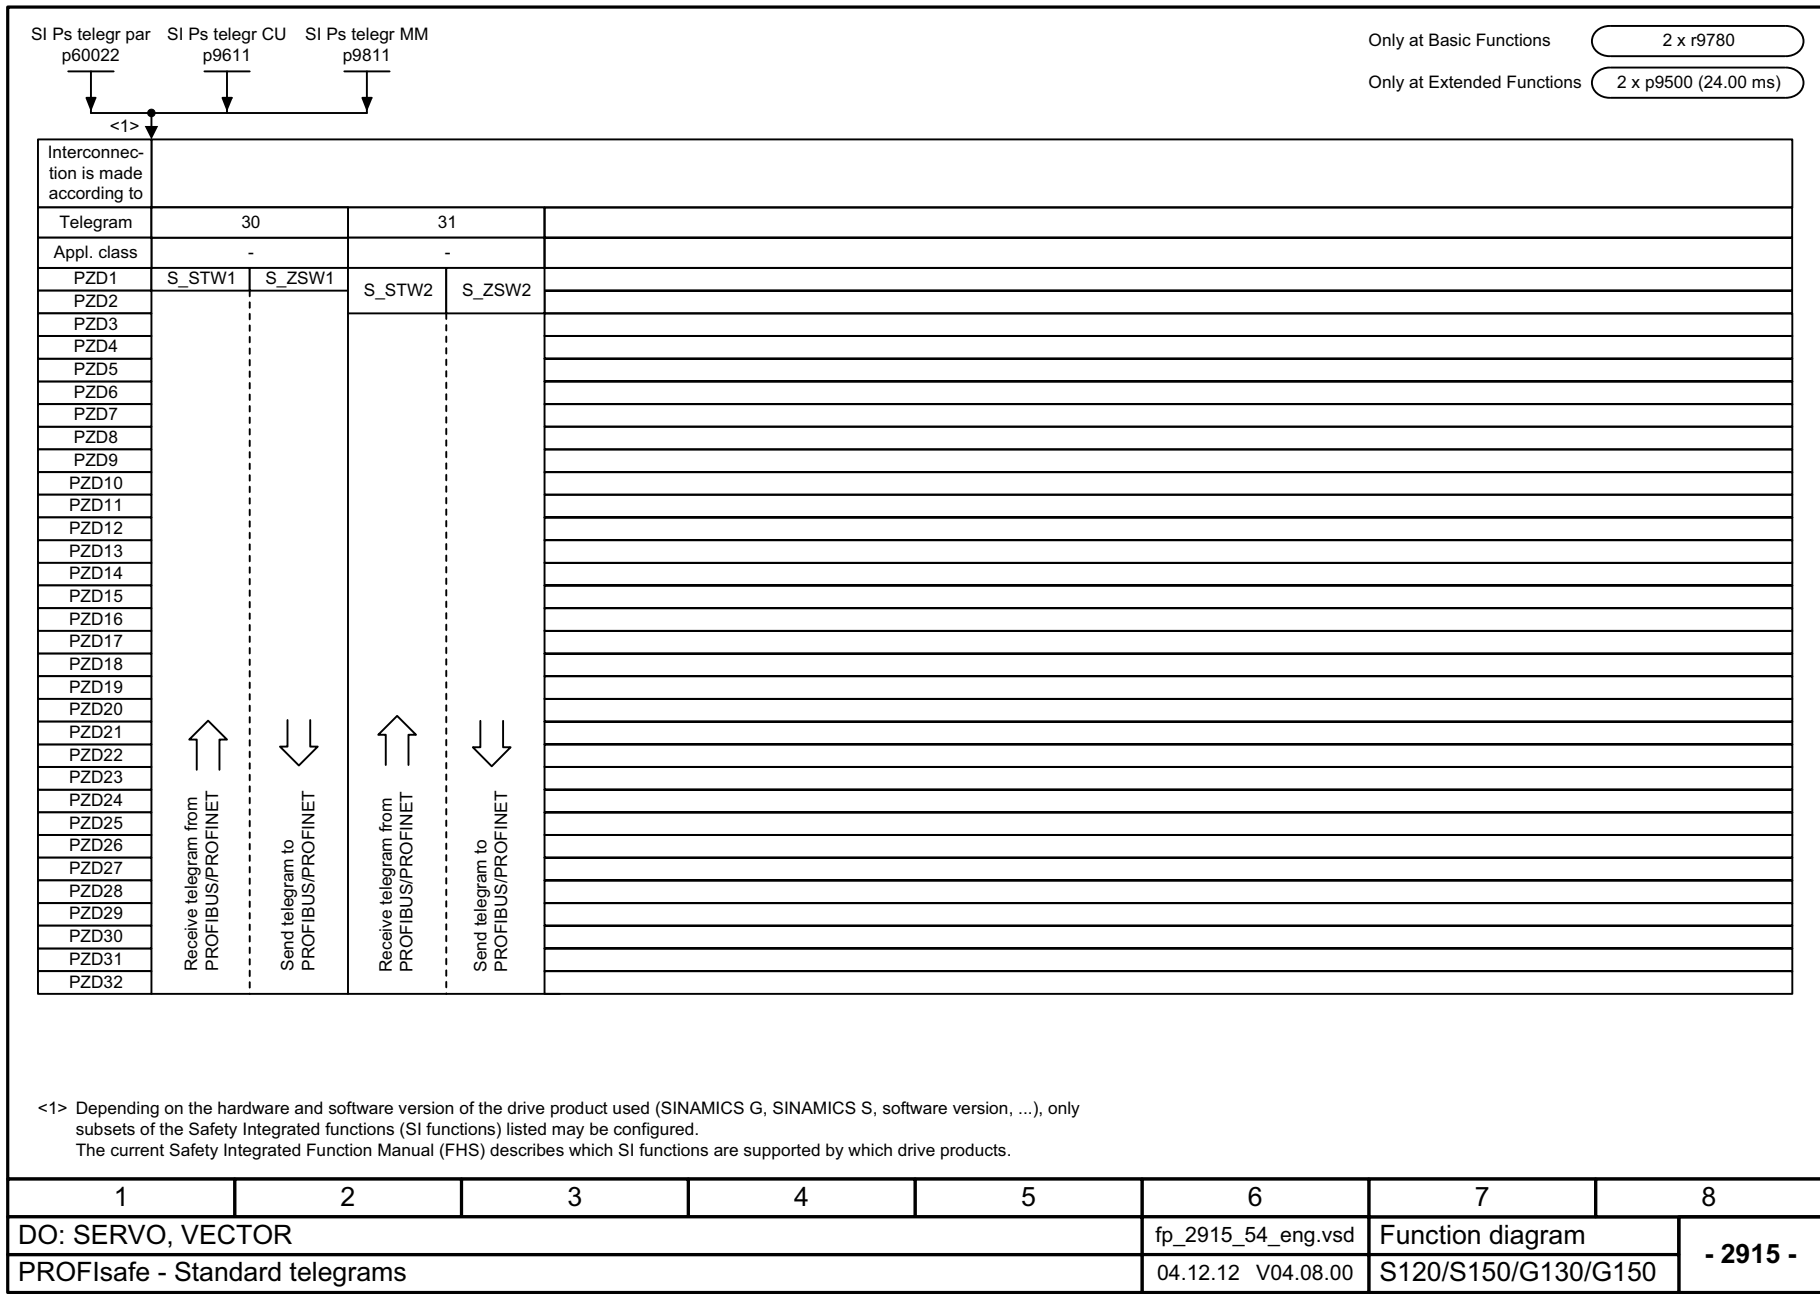 SI Ps telegr par SI Ps telegr CU SI Ps telegr MM
p60022 p9611 p9811
Only at Basic Functions 2 x r9780
Only at Extended Functions 2 x p9500 (24.00 ms)
<1>
Interconnec-
tion is made
according to
Telegram 30 31
Appl. class - -
PZD1 S_STW1 S_ZSW1 S_STW2 S_ZSW2
PZD2
PZD3
PZD4
PZD5
PZD6
PZD7
PZD8
PZD9
PZD10
PZD11
PZD12
PZD13
PZD14
PZD15
PZD16
PZD17
PZD18
PZD19
PZD20
PZD21
PZD22
PZD23
PZD24
PZD25
PZD26
PZD27
PZD28
PZD29
PZD30
PZD31
PZD32
Receive telegram from
PROFIBUS/PROFINET
Send telegram to
PROFIBUS/PROFINET
Receive telegram from
PROFIBUS/PROFINET
Send telegram to
PROFIBUS/PROFINET
<1> Depending on the hardware and software version of the drive product used (SINAMICS G, SINAMICS S, software version, ...), only
subsets of the Safety Integrated functions (SI functions) listed may be configured.
The current Safety Integrated Function Manual (FHS) describes which SI functions are supported by which drive products.
1 2 3 4 5 6 7 8
DO: SERVO, VECTOR fp_2915_54_eng.vsd Function diagram
- 2915 -
PROFIsafe - Standard telegrams 04.12.12 V04.08.00 S120/S150/G130/G150